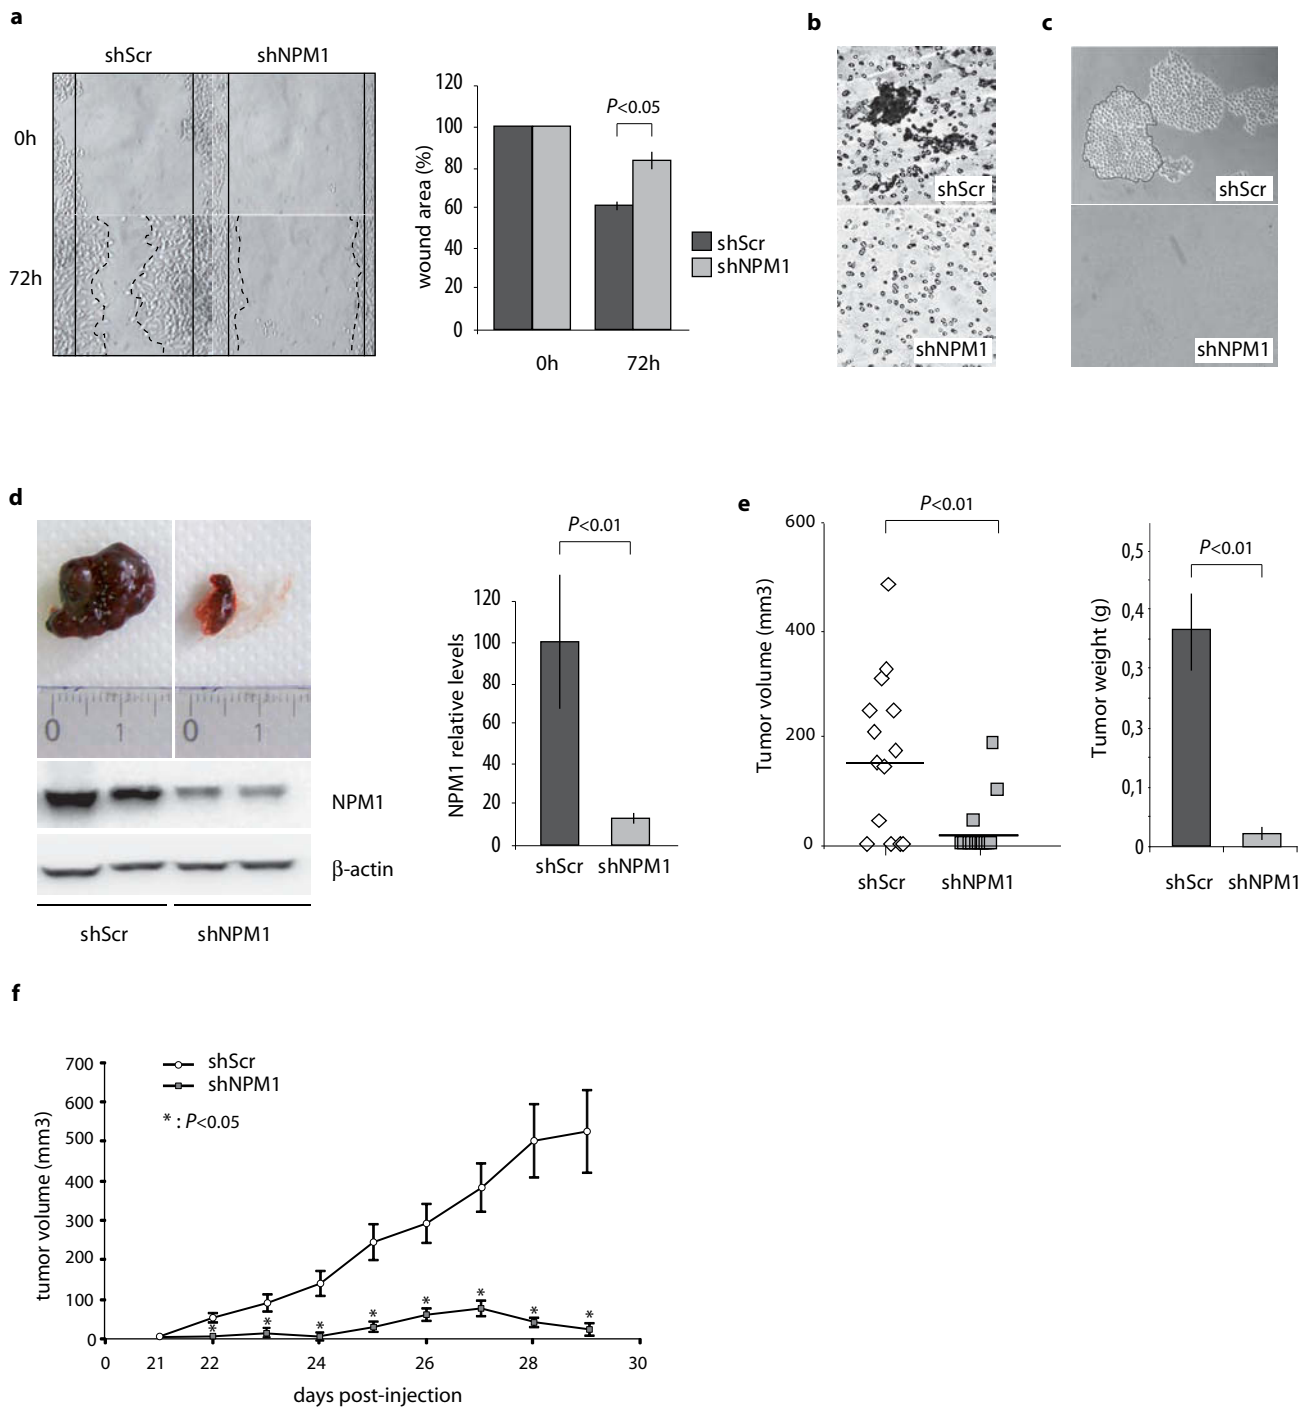 a
shScr shNPM1
0h
72h
120
100
80
60
40
20
0
wound area (%)
P<0.05
0h 72h
shScr
shNPM1
b
shScr
shNPM1
c
shScr
shNPM1
d
0 1 0 1
NPM1
β-actin
shScr shNPM1
P<0.01
120
100
80
60
40
20
0
NPM1 relative levels
shScr shNPM1
e
P<0.01
600
400
200
0
Tumor volume (mm3)
shScr shNPM1
P<0.01
0,5
0,4
0,3
0,3
0,1
0
Tumor weight (g)
shScr shNPM1
f
700
600
500
400
300
200
100
0
tumor volume (mm3)
shScr
shNPM1
* : P<0.05
* * * * * * * *
0 21 22 24 26 28 30
days post-injection